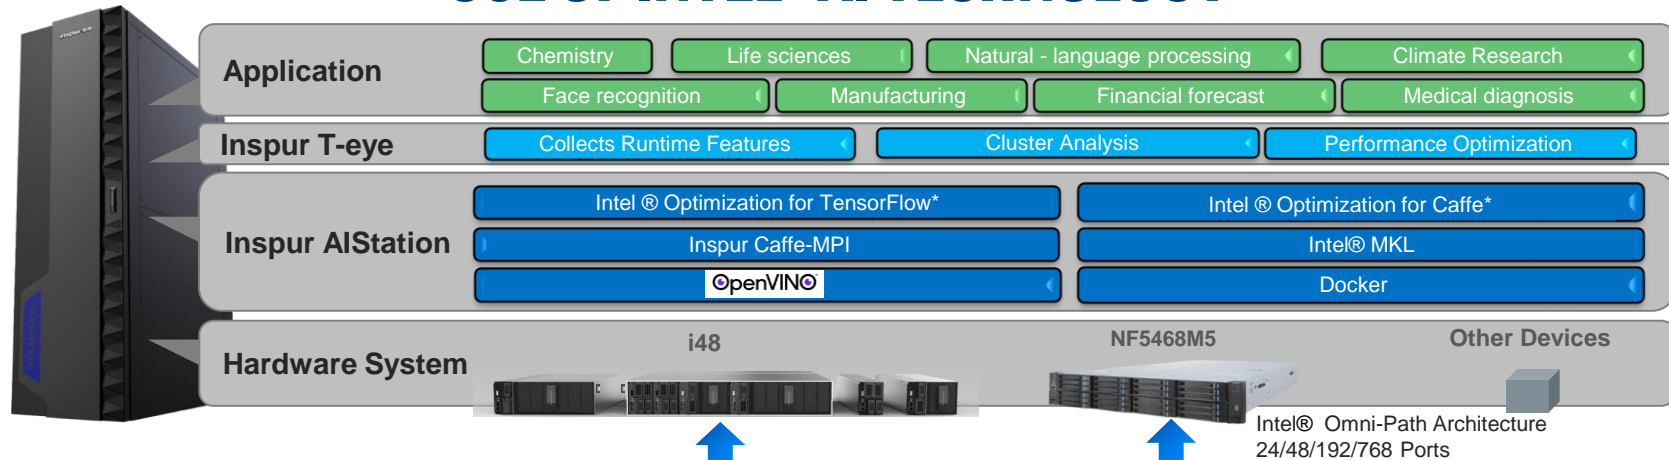 Application
Chemistry
Life sciences
Natural - language processing
Climate Research
Face recognition
Manufacturing
Financial forecast
Medical diagnosis
Inspur T-eye
Collects Runtime Features
Cluster Analysis
Performance Optimization
Inspur AIStation
Intel ® Optimization for TensorFlow*
Intel ® Optimization for Caffe*
Inspur Caffe-MPI
Intel® MKL
OpenVINO
Docker
Hardware System
i48
NF5468M5
Other Devices
Intel® Omni-Path Architecture
24/48/192/768 Ports